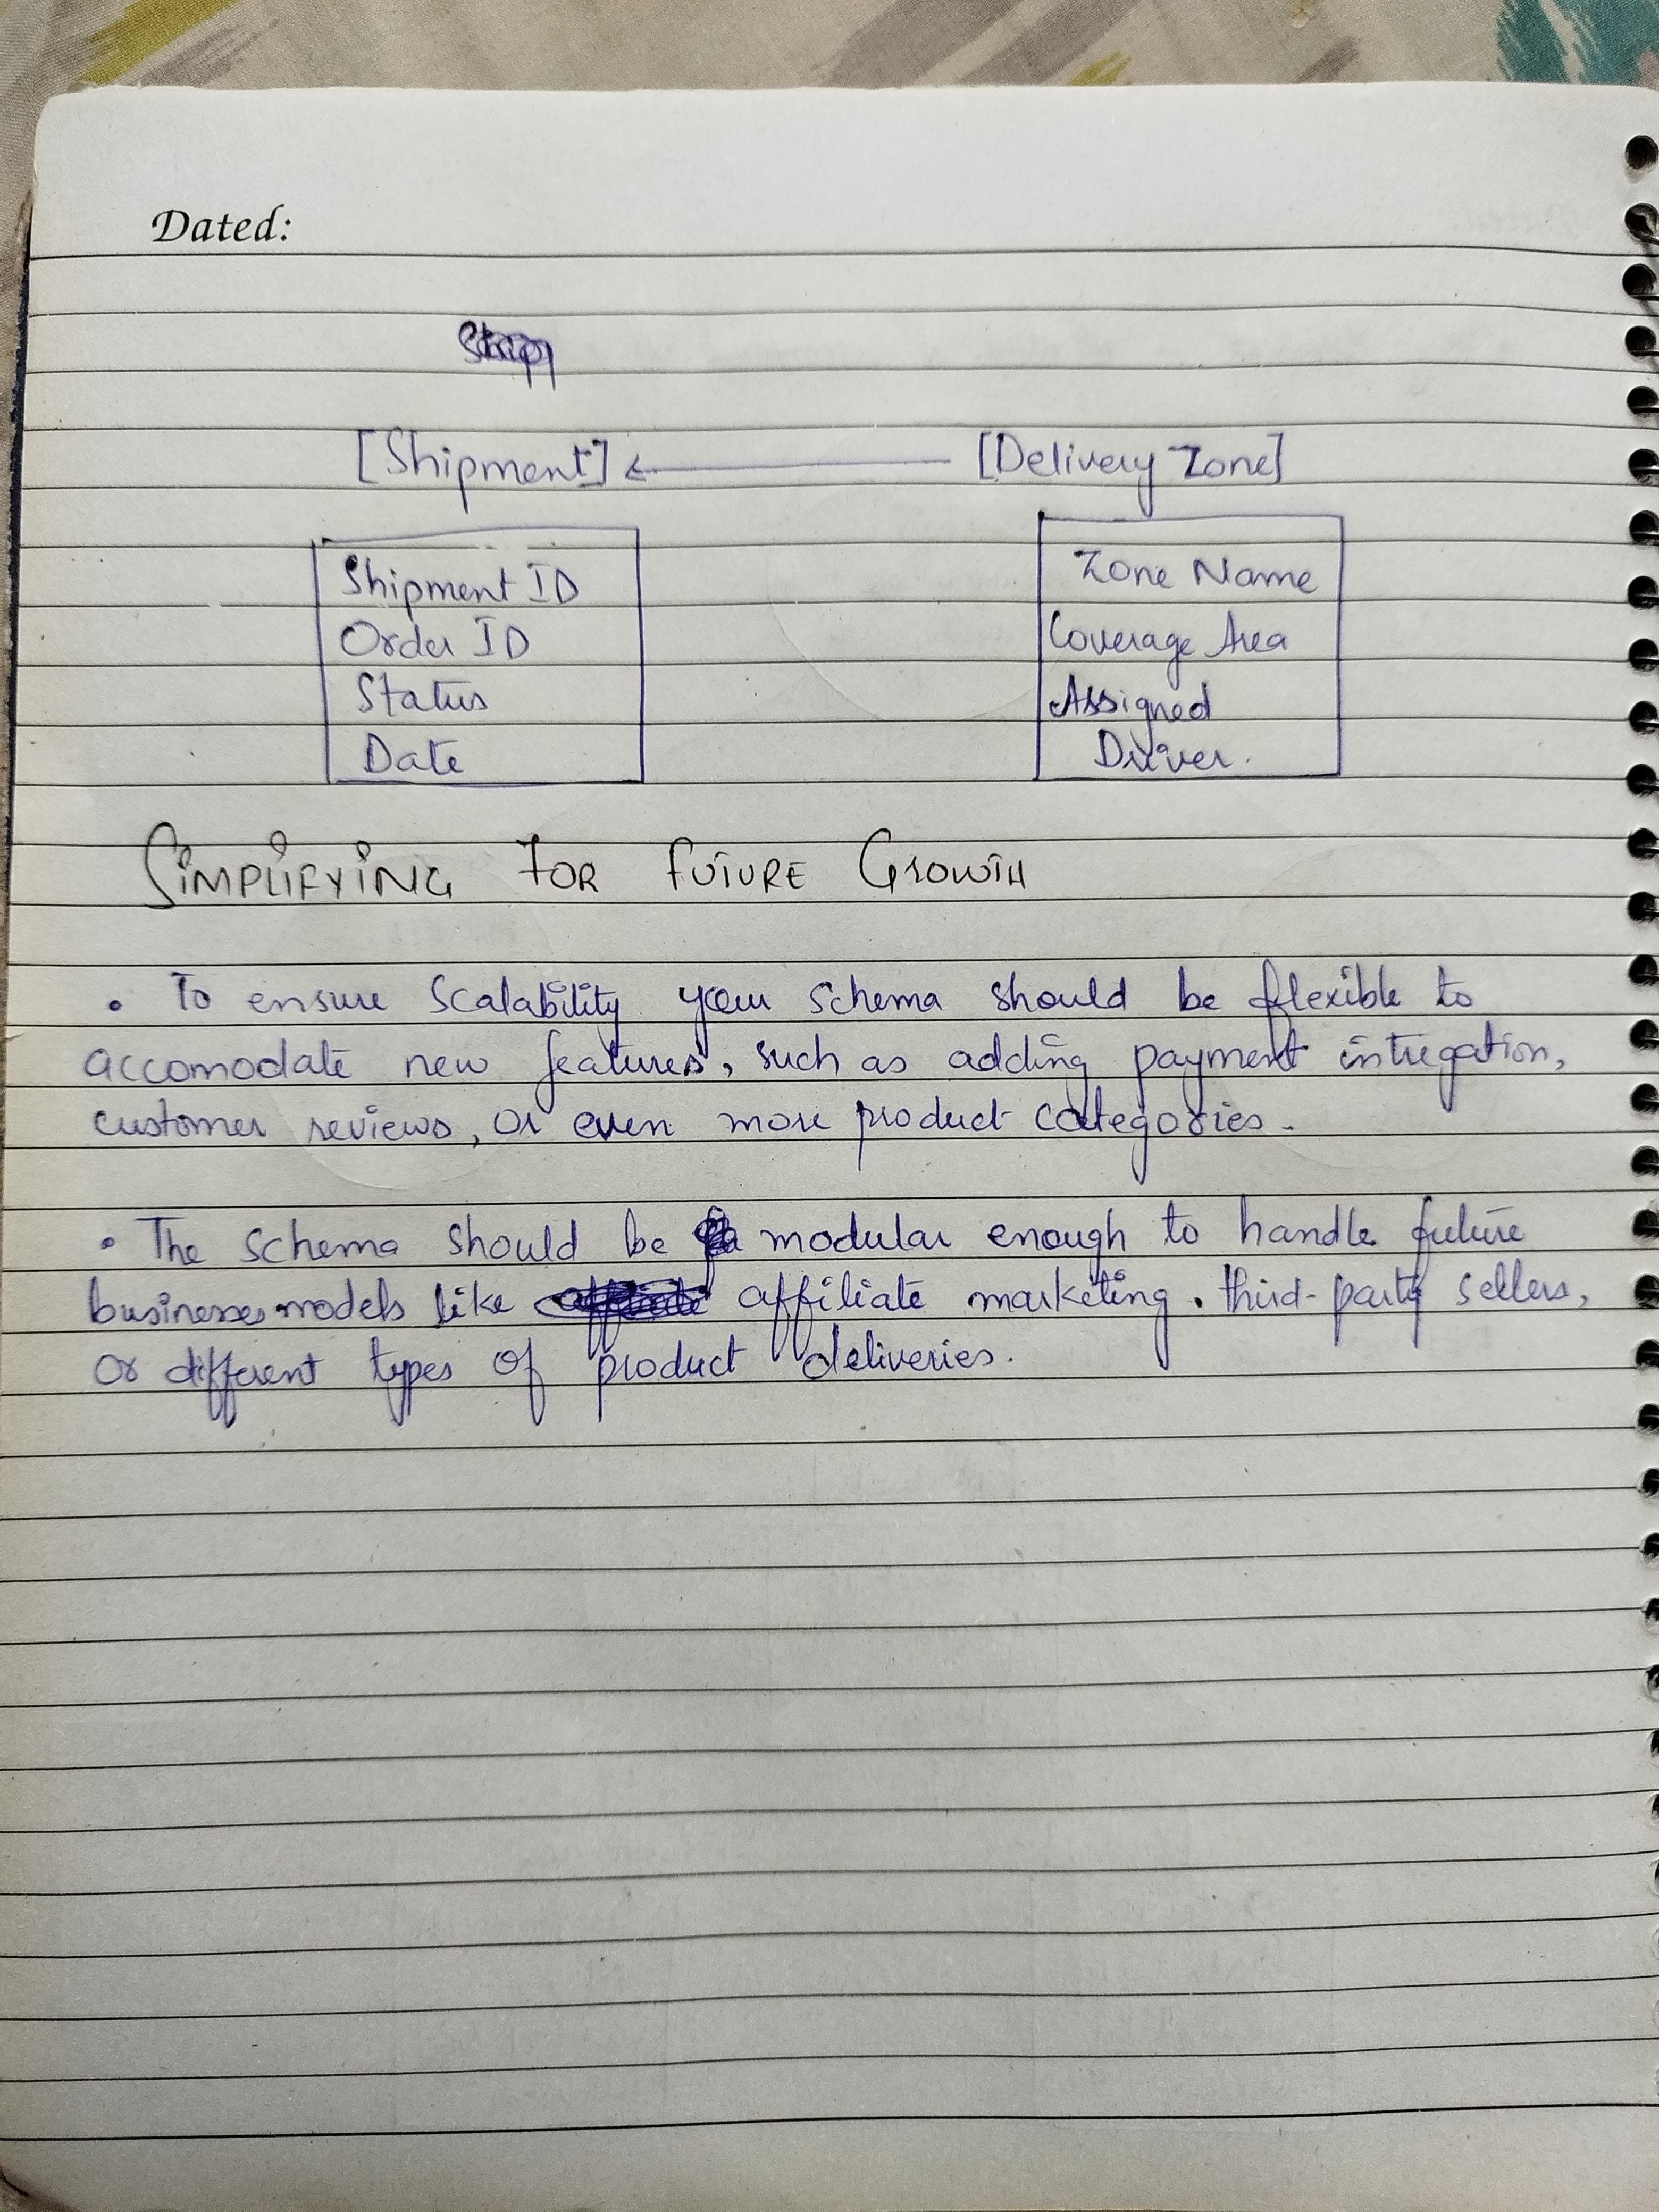 Dated:
[Shipment] ← [Delivery Zone]
Shipment ID
Order ID
Status
Date
Zone Name
Coverage Area
Assigned
Driver.
SIMPLIFYING FOR FUTURE GROWTH
• To ensure scalability your schema should be flexible to
accomodate new features, such as adding payment intregation,
customer reviews, or even more product categories.
• The schema should be modular enough to handle future
businesses models like affiliate marketing. third-party sellers,
or different types of product deliveries.